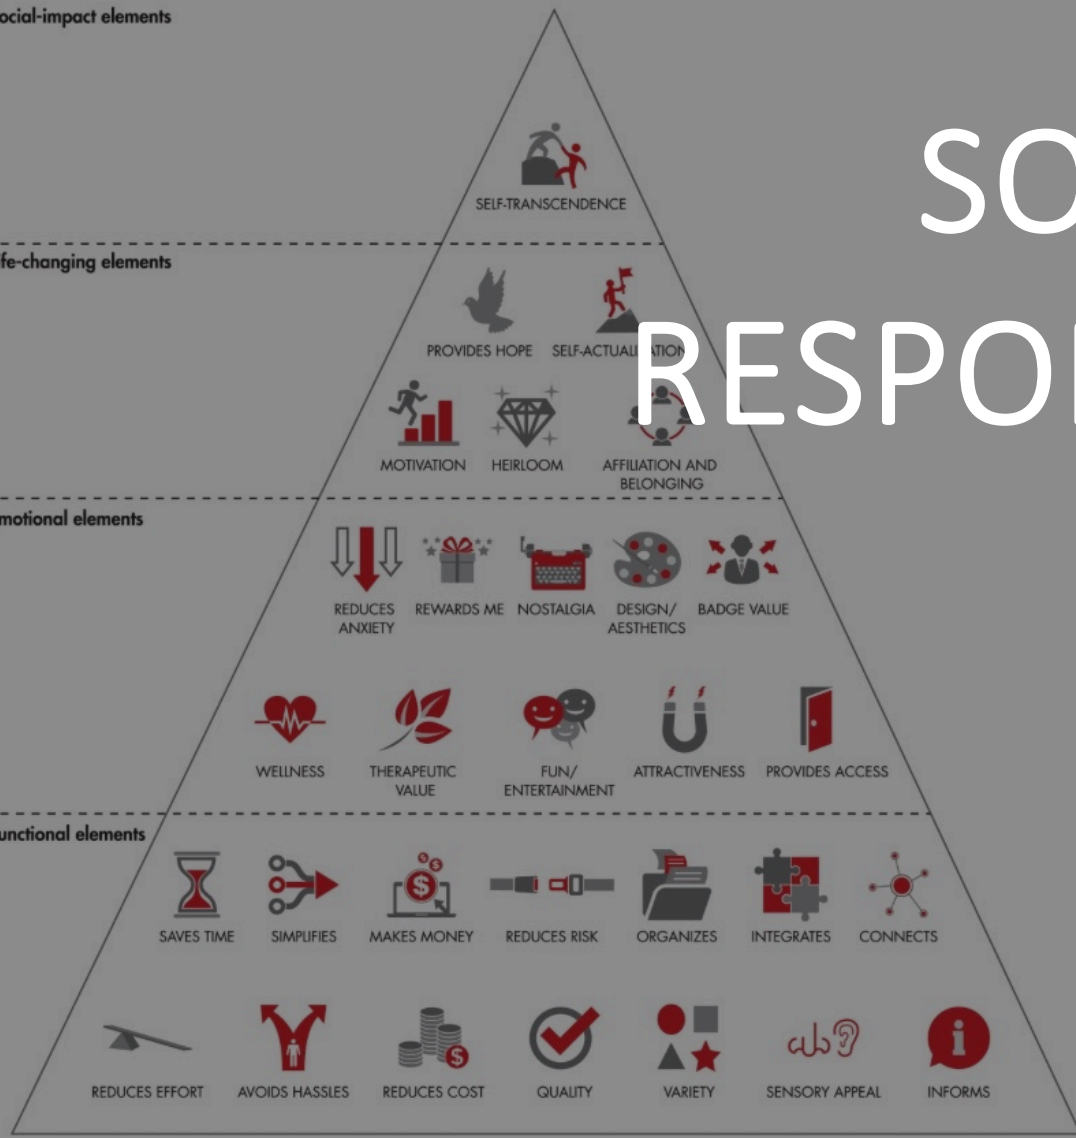 ocial-impact elements
SO
SELF-TRANSCENDENCE
ife-changing elements
RESPO
PROVIDES HOPE SELF-ACTUALIZATION
MOTIVATION HEIRLOOM AFFILIATION AND
BELONGING
motional elements
REDUCES REWARDS ME NOSTALGIA DESIGN/ BADGE VALUE
ANXIETY AESTHETICS
WELLNESS THERAPEUTIC FUN/ ATTRACTIVENESS PROVIDES ACCESS
VALUE ENTERTAINMENT
unctional elements
SAVES TIME SIMPLIFIES MAKES MONEY REDUCES RISK ORGANIZES INTEGRATES CONNECTS
REDUCES EFFORT AVOIDS HASSLES REDUCES COST QUALITY VARIETY SENSORY APPEAL INFORMS